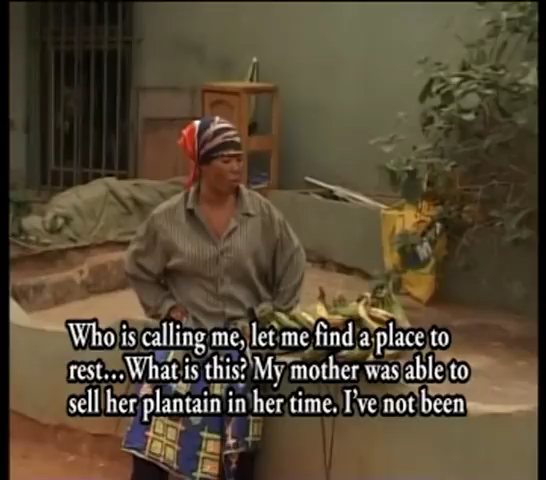 Who is calling me, let me find a place to
rest...What is this? My mother was able to
sell her plantain in her time. I've not been